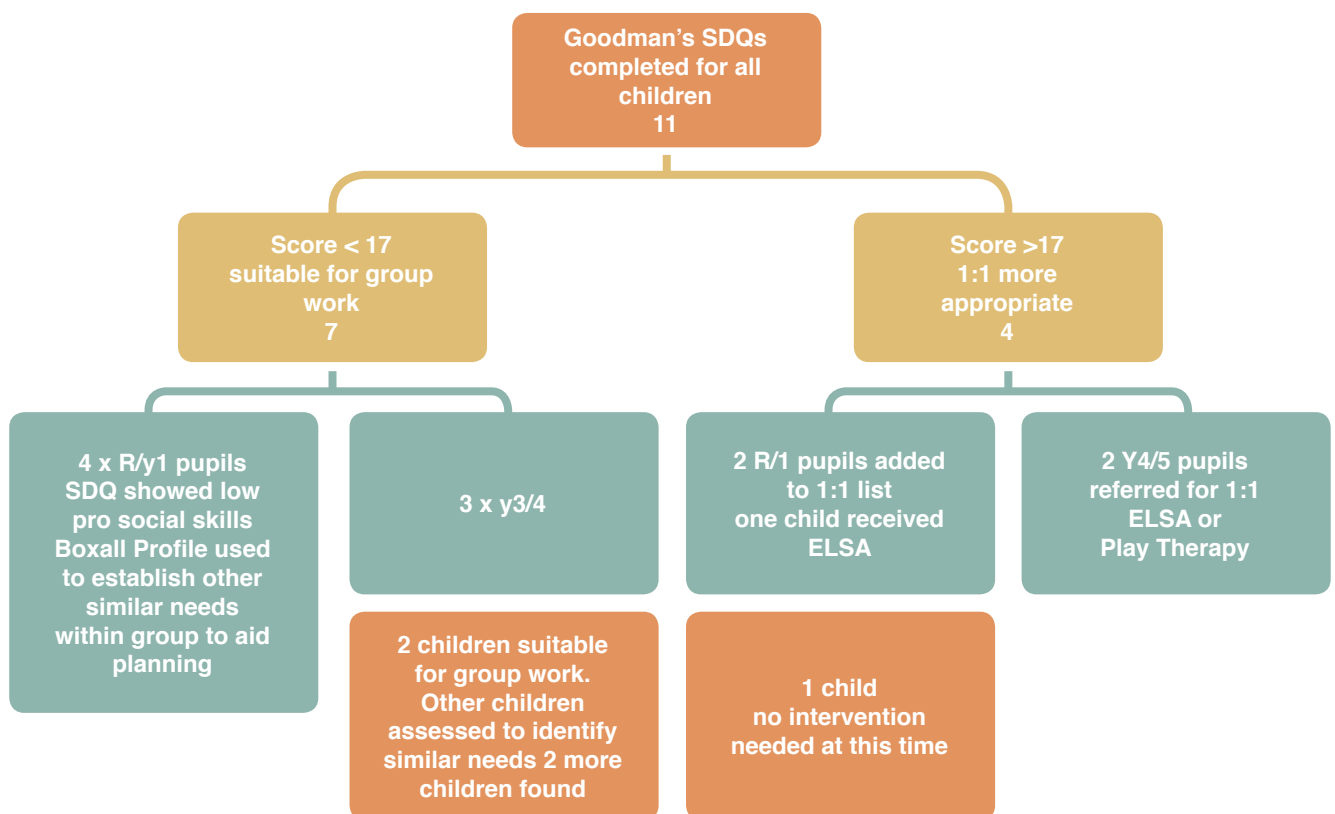 Goodman's SDQs
completed for all
children
11
Score < 17
suitable for group
work
7
Score >17
1:1 more
appropriate
4
4 x R/y1 pupils
SDQ showed low
pro social skills
Boxall Profile used
to establish other
similar needs
within group to aid
planning
3 x y3/4
2 R/1 pupils added
to 1:1 list
one child received
ELSA
2 Y4/5 pupils
referred for 1:1
ELSA or
Play Therapy
2 children suitable
for group work.
Other children
assessed to identify
similar needs 2 more
children found
1 child
no intervention
needed at this time